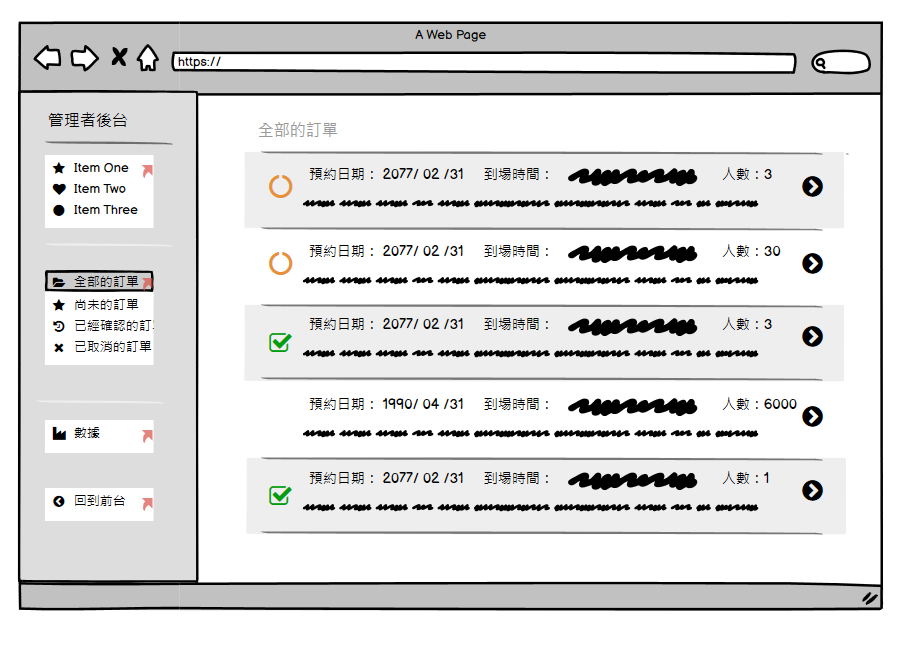 A Web Page
https://
管理者後台
Item One
Item Two
Item Three
全部的訂單
尚未的訂單
已經確認的訂
已取消的訂單
數據
回到前台
全部的訂單
預約日期： 2077/ 02 /31 到場時間： 人數：3
預約日期： 2077/ 02 /31 到場時間： 人數：30
預約日期： 2077/ 02 /31 到場時間： 人數：3
預約日期： 1990/ 04 /31 到場時間： 人數：6000
預約日期： 2077/ 02 /31 到場時間： 人數：1